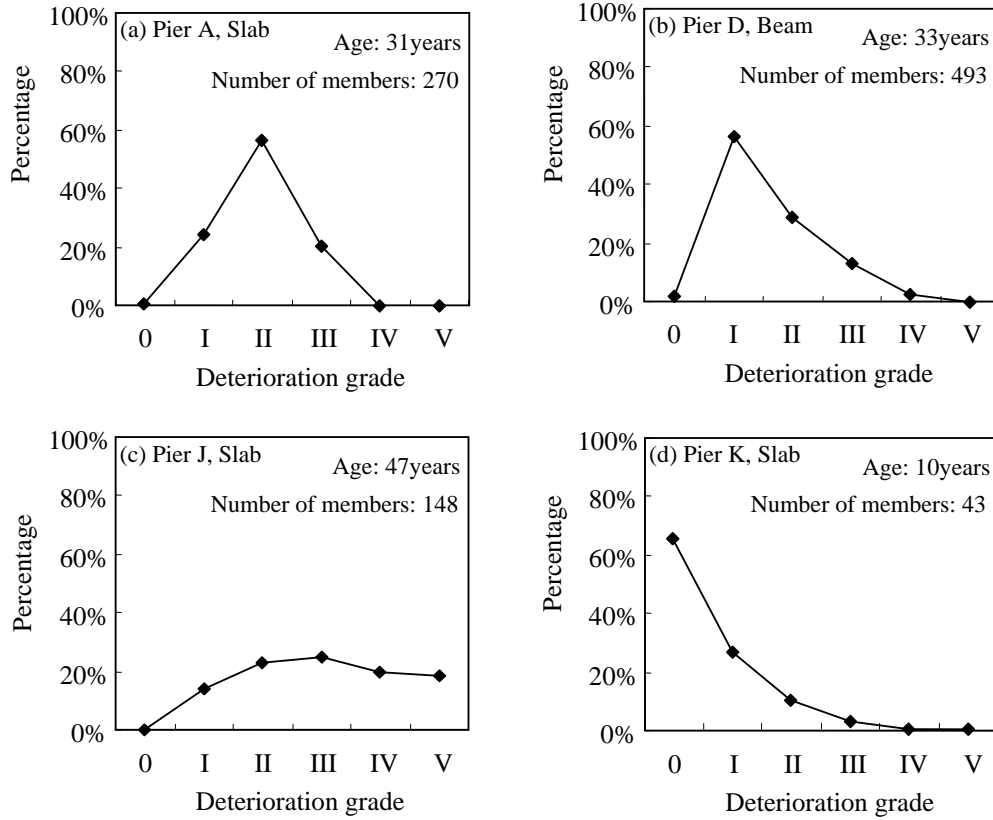 (a) Pier A, Slab
Age: 31years
Number of members: 270
Percentage
100%
80%
60%
40%
20%
0%
0 I II III IV V
Deterioration grade
(b) Pier D, Beam
Age: 33years
Number of members: 493
Percentage
100%
80%
60%
40%
20%
0%
0 I II III IV V
Deterioration grade
(c) Pier J, Slab
Age: 47years
Number of members: 148
Percentage
100%
80%
60%
40%
20%
0%
0 I II III IV V
Deterioration grade
(d) Pier K, Slab
Age: 10years
Number of members: 43
Percentage
100%
80%
60%
40%
20%
0%
0 I II III IV V
Deterioration grade